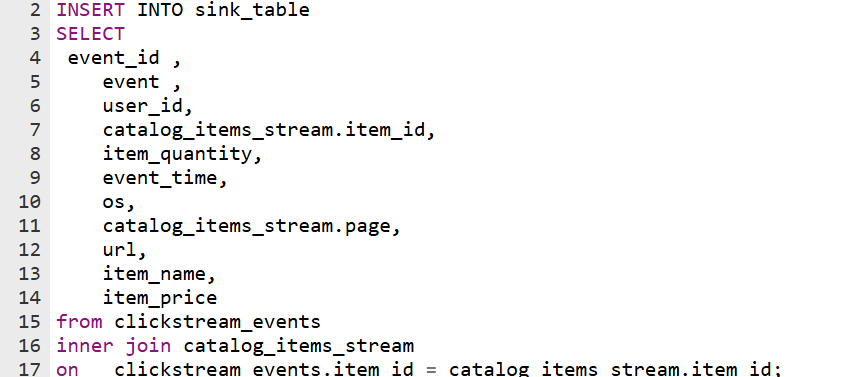 2 INSERT INTO sink_table
3 SELECT
4 event_id ,
5 event ,
6 user_id,
7 catalog_items_stream.item_id,
8 item_quantity,
9 event_time,
10 os,
11 catalog_items_stream.page,
12 url,
13 item_name,
14 item_price
15 from clickstream_events
16 inner join catalog_items_stream
17 on clickstream_events.item_id = catalog_items_stream.item_id;